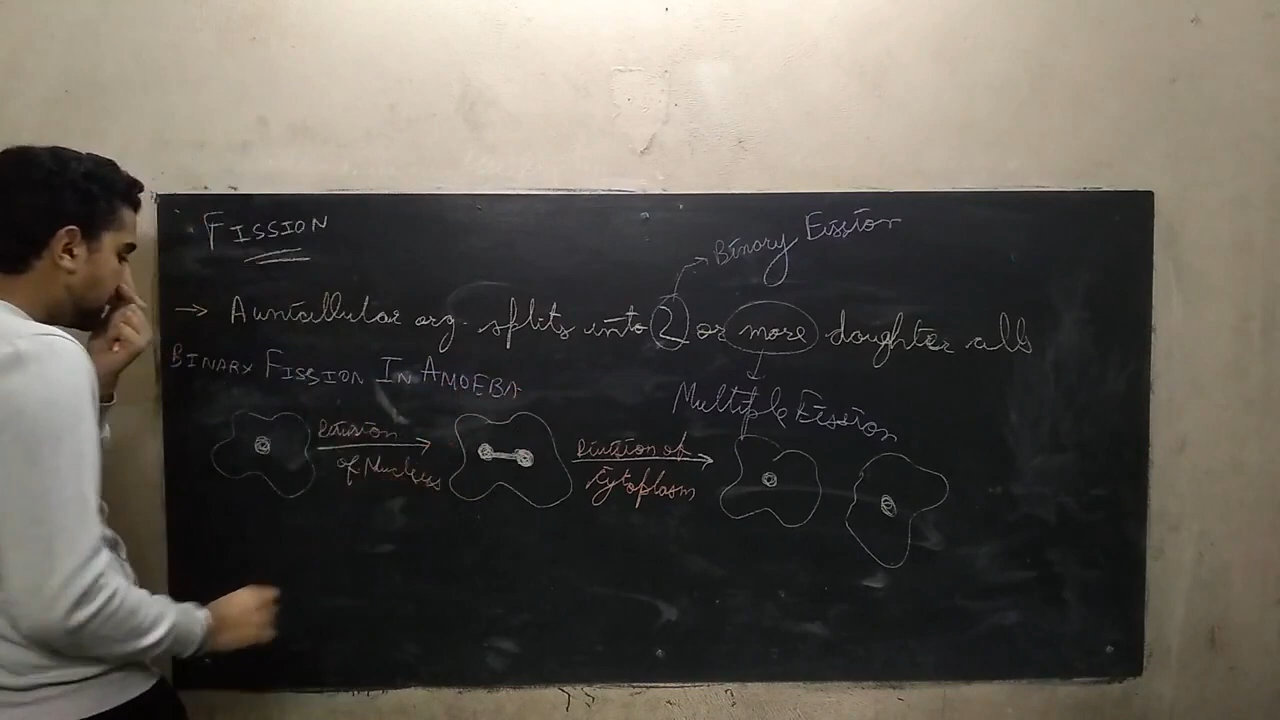 FISSION
Binary Fission
→ A unicellular org. splits into 2 or more daughter cells
BINARY FISSION IN AMOEBA
Multiple Fission
Division of Nucleus
Division of Cytoplasm